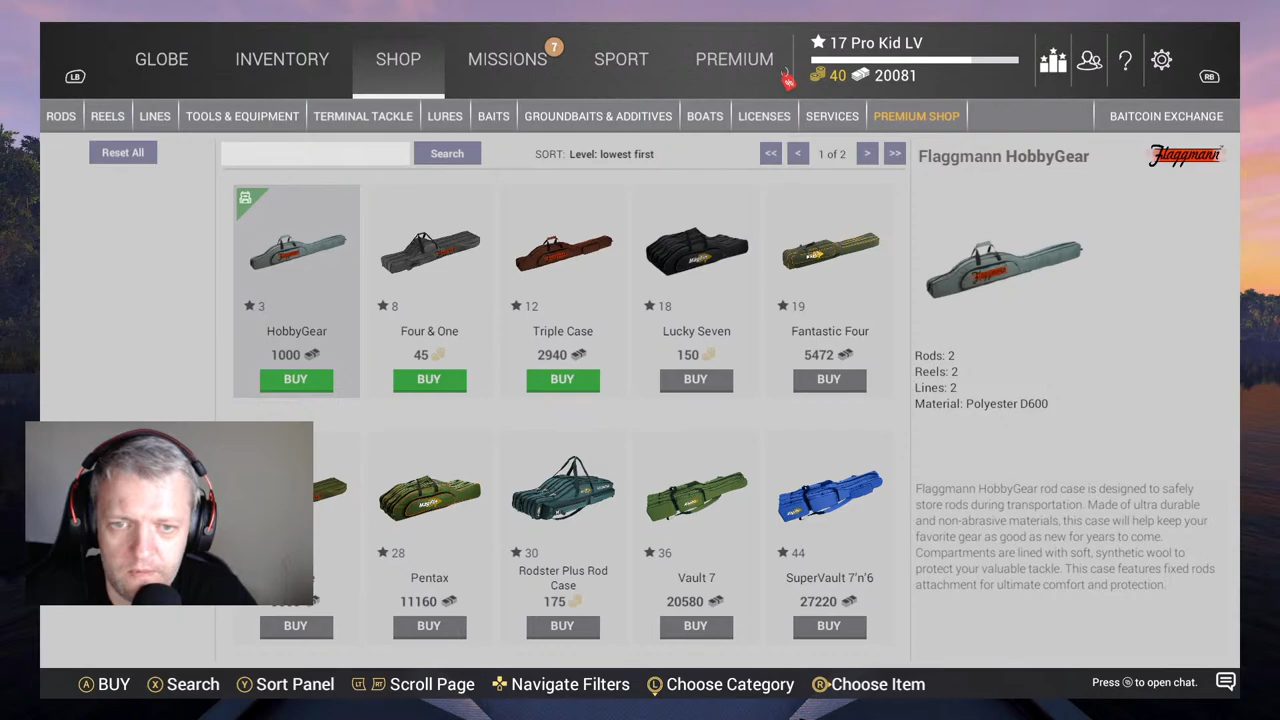 GLOBE INVENTORY SHOP MISSIONS 7 SPORT PREMIUM
17 Pro Kid LV
40 20081
LB
RB
RODS REELS LINES TOOLS & EQUIPMENT TERMINAL TACKLE LURES BAITS GROUNDBAITS & ADDITIVES BOATS LICENSES SERVICES PREMIUM SHOP BAITCOIN EXCHANGE
Reset All
Search
SORT: Level: lowest first
<< < 1 of 2 > >>
3 8 12 18 19
HobbyGear Four & One Triple Case Lucky Seven Fantastic Four
1000 45 2940 150 5472
BUY BUY BUY BUY BUY
28 30 36 44
Pentax Rodster Plus Rod Case Vault 7 SuperVault 7'n'6
11160 175 20580 27220
BUY BUY BUY BUY BUY
Flaggmann HobbyGear
Flaggmann
Rods: 2
Reels: 2
Lines: 2
Material: Polyester D600
Flaggmann HobbyGear rod case is designed to safely
store rods during transportation. Made of ultra durable
and non-abrasive materials, this case will help keep your
favorite gear as good as new for years to come.
Compartments are lined with soft, synthetic wool to
protect your valuable tackle. This case features fixed rods
attachment for ultimate comfort and protection.
A BUY X Search Y Sort Panel LT RT Scroll Page Navigate Filters L Choose Category R Choose Item
Press to open chat.